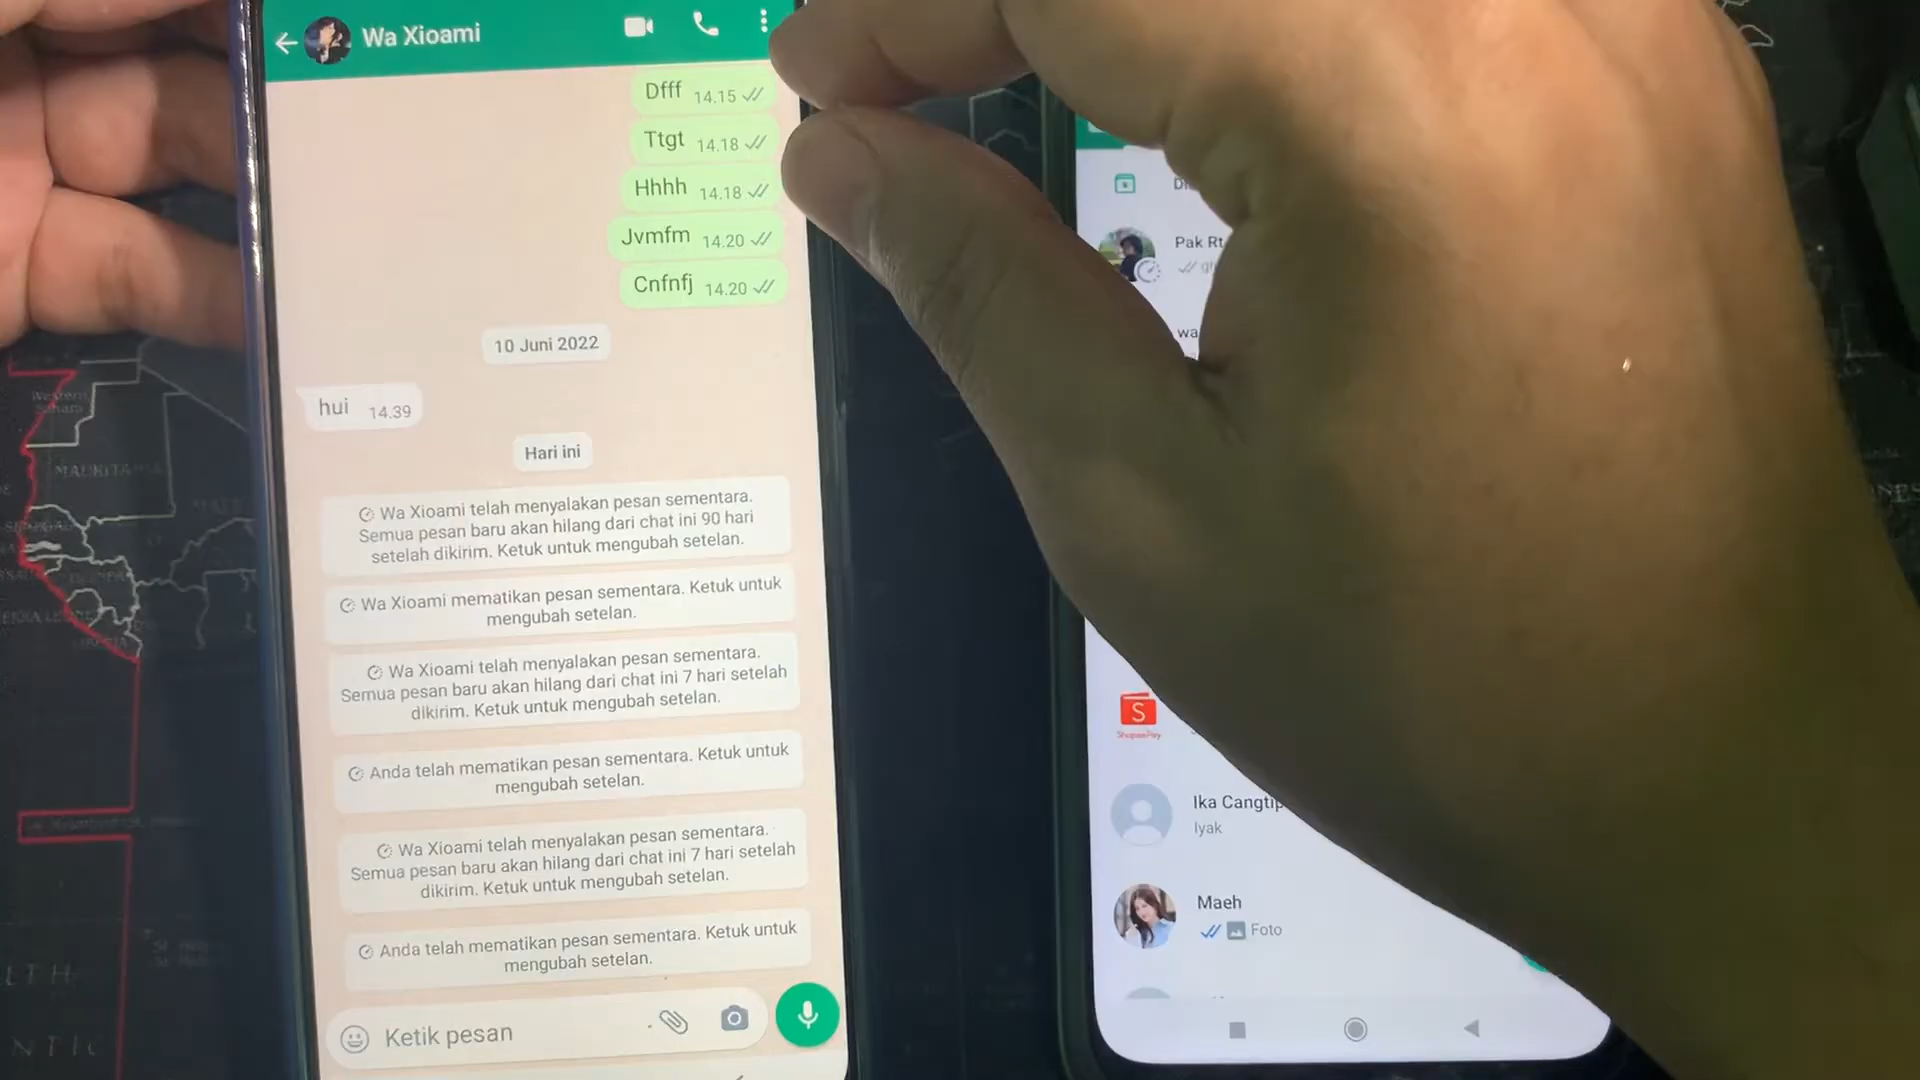 Wa Xioami
Dfff 14.15
Ttgt 14.18
Hhhh 14.18
Jvmfm 14.20
Cnfnfj 14.20
10 Juni 2022
hui 14.39
Hari ini
Wa Xioami telah menyalakan pesan sementara.
Semua pesan baru akan hilang dari chat ini 90 hari
setelah dikirim. Ketuk untuk mengubah setelan.
Wa Xioami mematikan pesan sementara. Ketuk untuk
mengubah setelan.
Wa Xioami telah menyalakan pesan sementara.
Semua pesan baru akan hilang dari chat ini 7 hari setelah
dikirim. Ketuk untuk mengubah setelan.
Anda telah mematikan pesan sementara. Ketuk untuk
mengubah setelan.
Wa Xioami telah menyalakan pesan sementara.
Semua pesan baru akan hilang dari chat ini 7 hari setelah
dikirim. Ketuk untuk mengubah setelan.
Anda telah mematikan pesan sementara. Ketuk untuk
mengubah setelan.
Ketik pesan
Pak Rt
wa
S
ShopeePay
Ika Cangtip
Iyak
Maeh
Foto
MAURITA